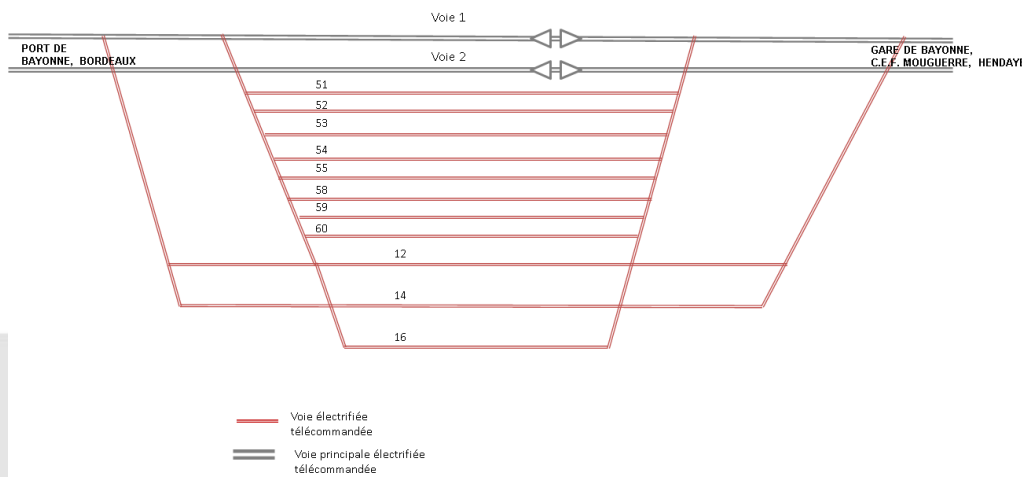 Voie 1
PORT DE
BAYONNE, BORDEAUX
Voie 2
GARE DE BAYONNE,
C.E.F. MOUGUERRE, HENDAYI
51
52
53
54
55
58
59
60
12
14
16
Voie électrifiée
télécommandée
Voie principale électrifiée
télécommandée